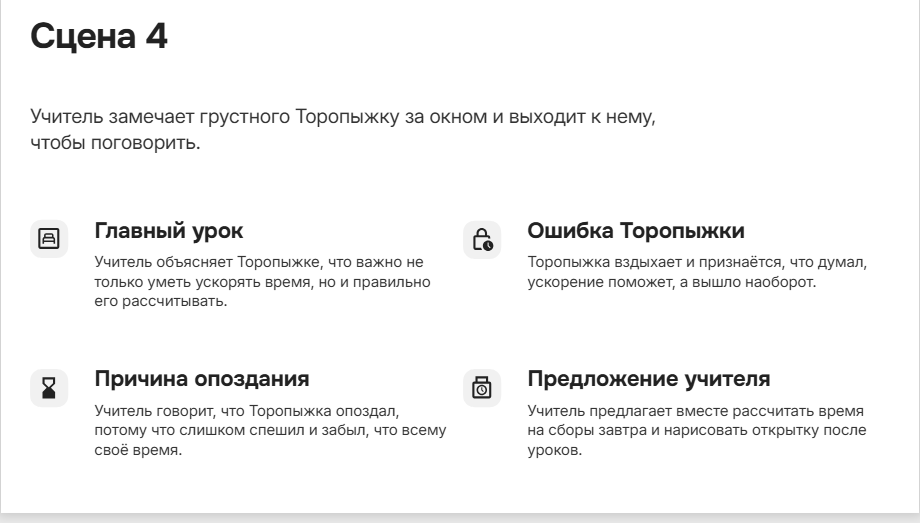 Сцена 4
Учитель замечает грустного Торопыжку за окном и выходит к нему,
чтобы поговорить.
Главный урок
Учитель объясняет Торопыжке, что важно не
только уметь ускорять время, но и правильно
его рассчитывать.
Ошибка Торопыжки
Торопыжка вздыхает и признаётся, что думал,
ускорение поможет, а вышло наоборот.
Причина опоздания
Учитель говорит, что Торопыжка опоздал,
потому что слишком спешил и забыл, что всему
своё время.
Предложение учителя
Учитель предлагает вместе рассчитать время
на сборы завтра и нарисовать открытку после
уроков.